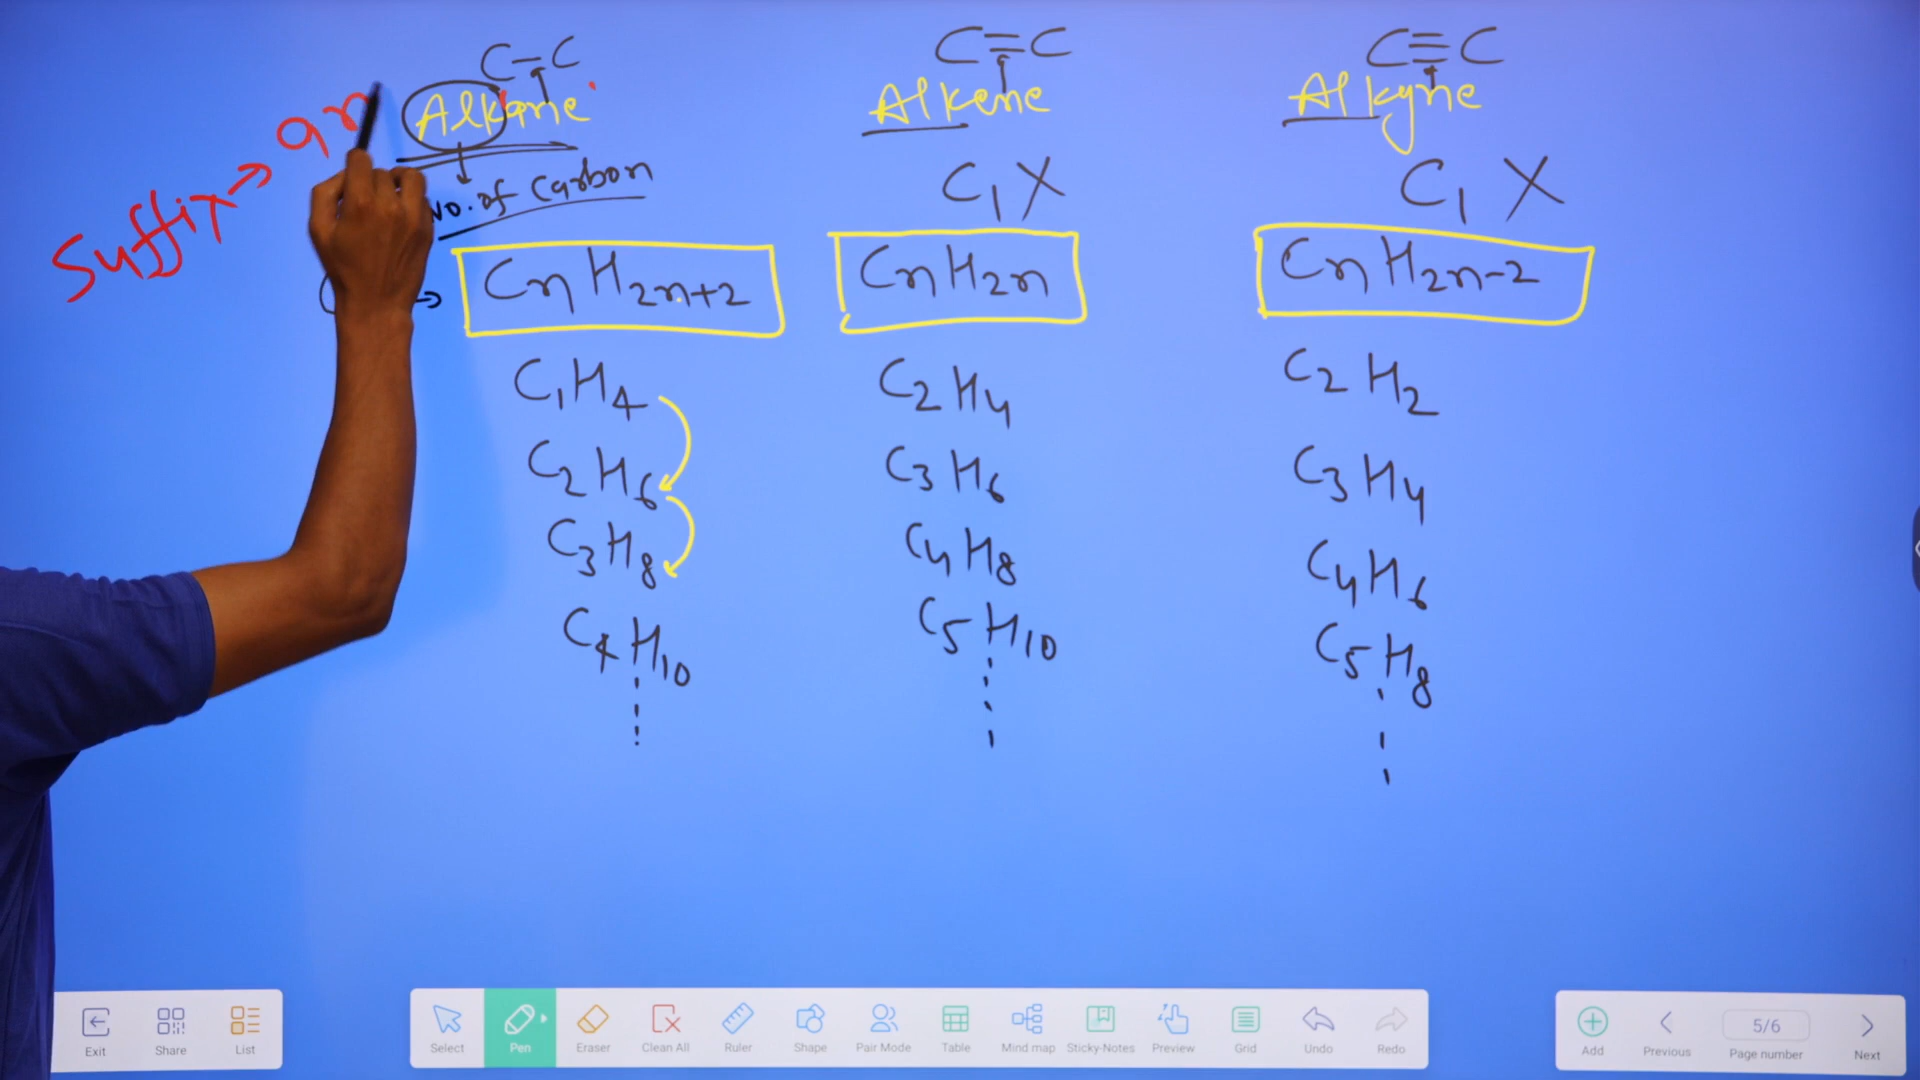 C-C
C=C
C≡C
Alkane
Alkene
Alkyne
Suffix →
No. of Carbon
C₁ X
C₁ X
→ CnH2n+2
CnH2n
CnH2n-2
C₁H₄
C₂H₄
C₂H₂
C₂H₆
C₃H₆
C₃H₄
C₃H₈
C₄H₈
C₄H₆
C₄H₁₀
C₅H₁₀
C₅H₈
Exit Share List
Select Pen Eraser Clean All Ruler Shape Pair Mode Table Mind map Sticky-Notes Preview Grid Undo Redo
Add Previous 5/6 Page number Next